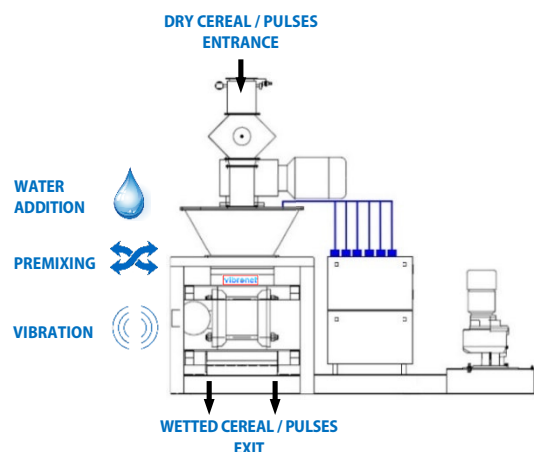 DRY CEREAL / PULSES
ENTRANCE
WATER
ADDITION
PREMIXING
vibronet
VIBRATION
WETTED CEREAL / PULSES
EXIT